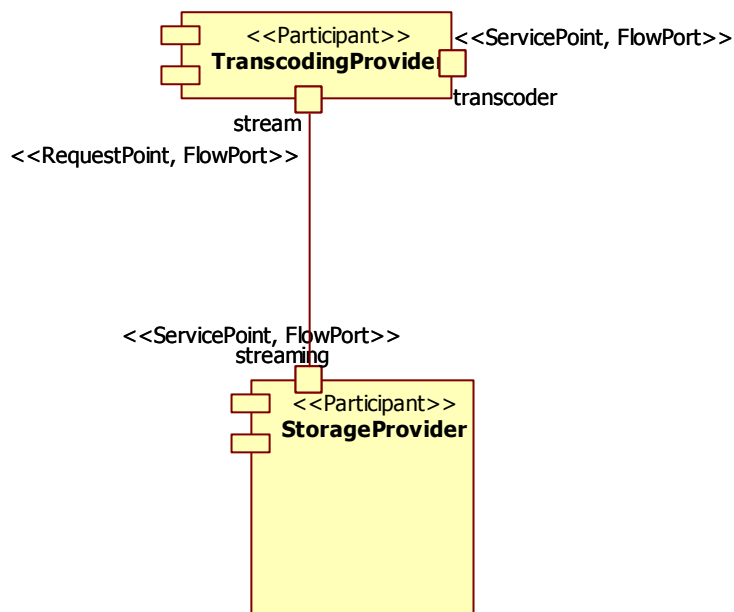 <<Participant>>
<<ServicePoint, FlowPort>>
TranscodingProvider
transcoder
stream
<<RequestPoint, FlowPort>>
<<ServicePoint, FlowPort>>
streaming
<<Participant>>
StorageProvider